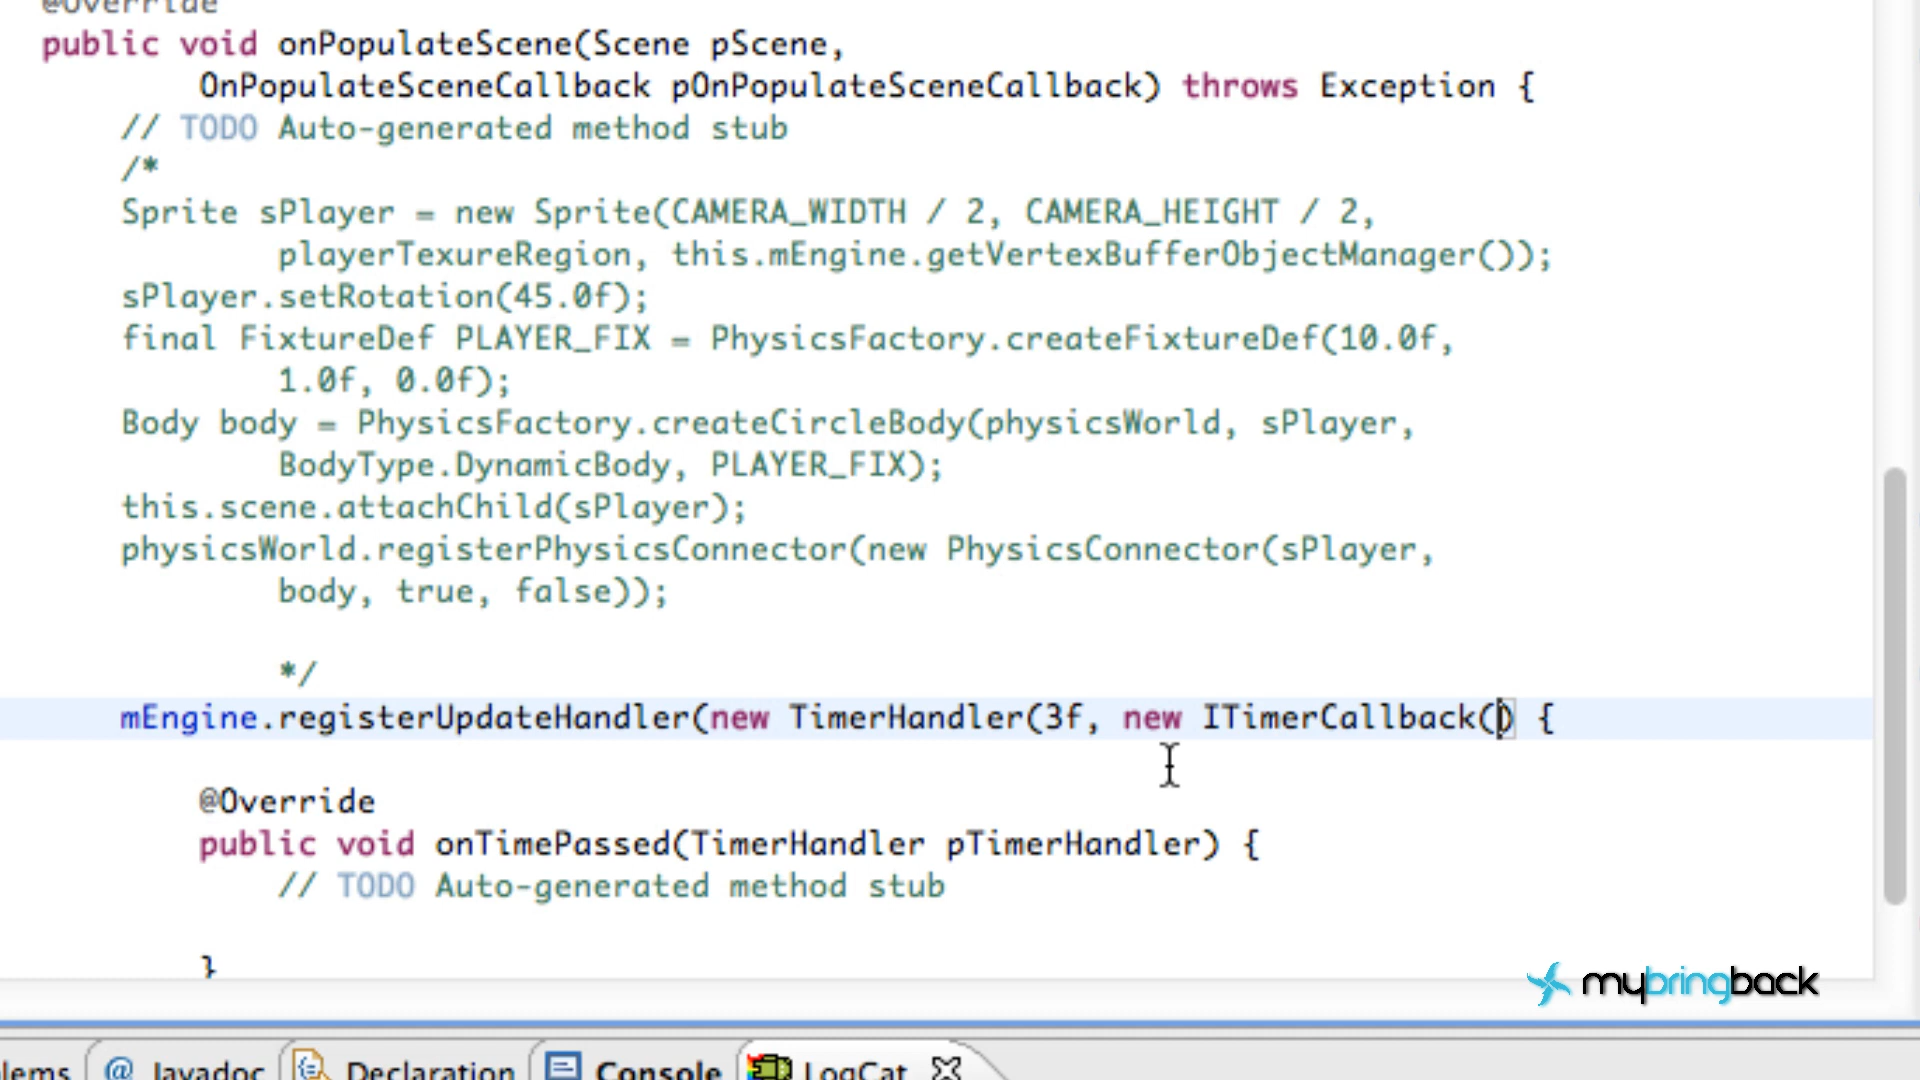 @Override
public void onPopulateScene(Scene pScene,
OnPopulateSceneCallback pOnPopulateSceneCallback) throws Exception {
// TODO Auto-generated method stub
/*
Sprite sPlayer = new Sprite(CAMERA_WIDTH / 2, CAMERA_HEIGHT / 2,
playerTexureRegion, this.mEngine.getVertexBufferObjectManager());
sPlayer.setRotation(45.0f);
final FixtureDef PLAYER_FIX = PhysicsFactory.createFixtureDef(10.0f,
1.0f, 0.0f);
Body body = PhysicsFactory.createCircleBody(physicsWorld, sPlayer,
BodyType.DynamicBody, PLAYER_FIX);
this.scene.attachChild(sPlayer);
physicsWorld.registerPhysicsConnector(new PhysicsConnector(sPlayer,
body, true, false));
*/
mEngine.registerUpdateHandler(new TimerHandler(3f, new ITimerCallback() {
@Override
public void onTimePassed(TimerHandler pTimerHandler) {
// TODO Auto-generated method stub
}
mybringback
lems @ Javadoc Declaration Console LogCat